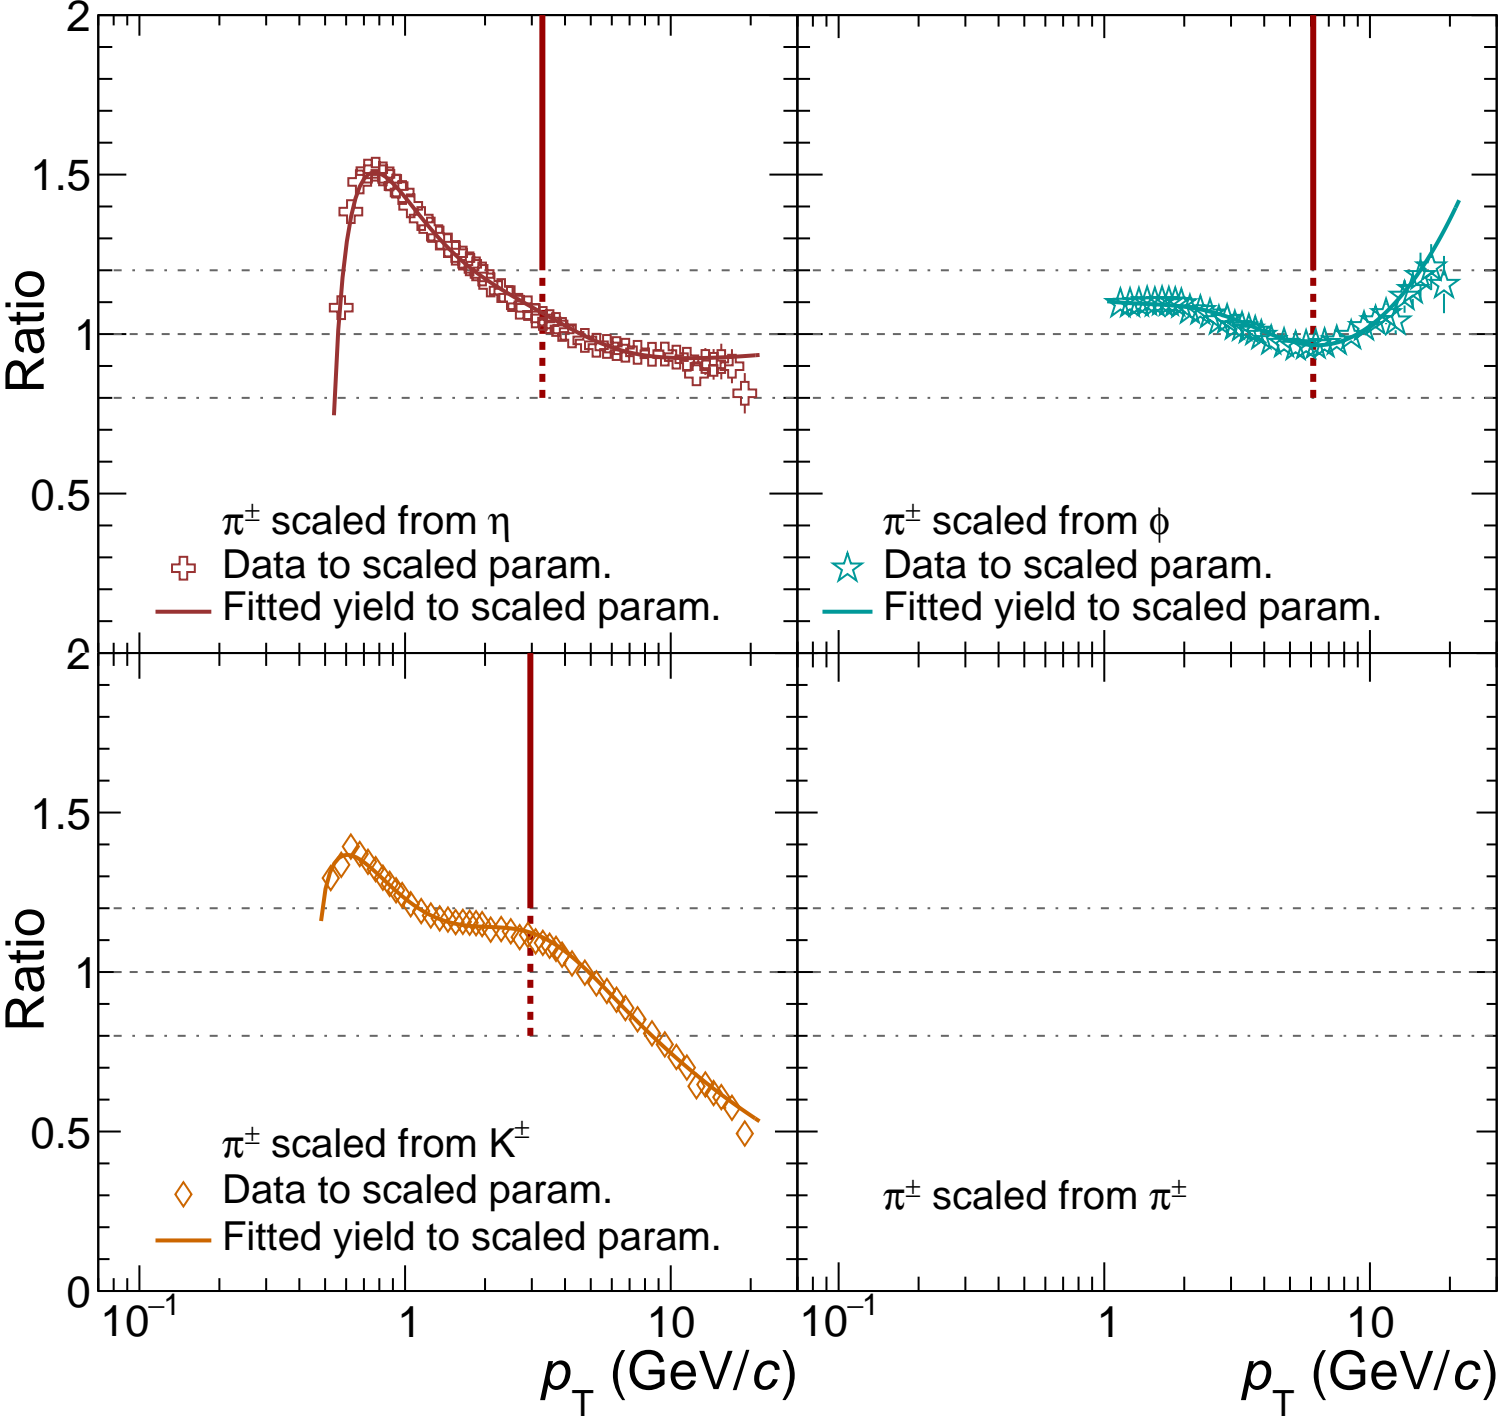 2
1.5
Ratio
1
0.5
π± scaled from η
Data to scaled param.
Fitted yield to scaled param.
π± scaled from ϕ
Data to scaled param.
Fitted yield to scaled param.
2
1.5
Ratio
1
0.5
0
π± scaled from K±
Data to scaled param.
Fitted yield to scaled param.
π± scaled from π±
10⁻¹ 1 10
10⁻¹ 1 10
p_T (GeV/c)
p_T (GeV/c)